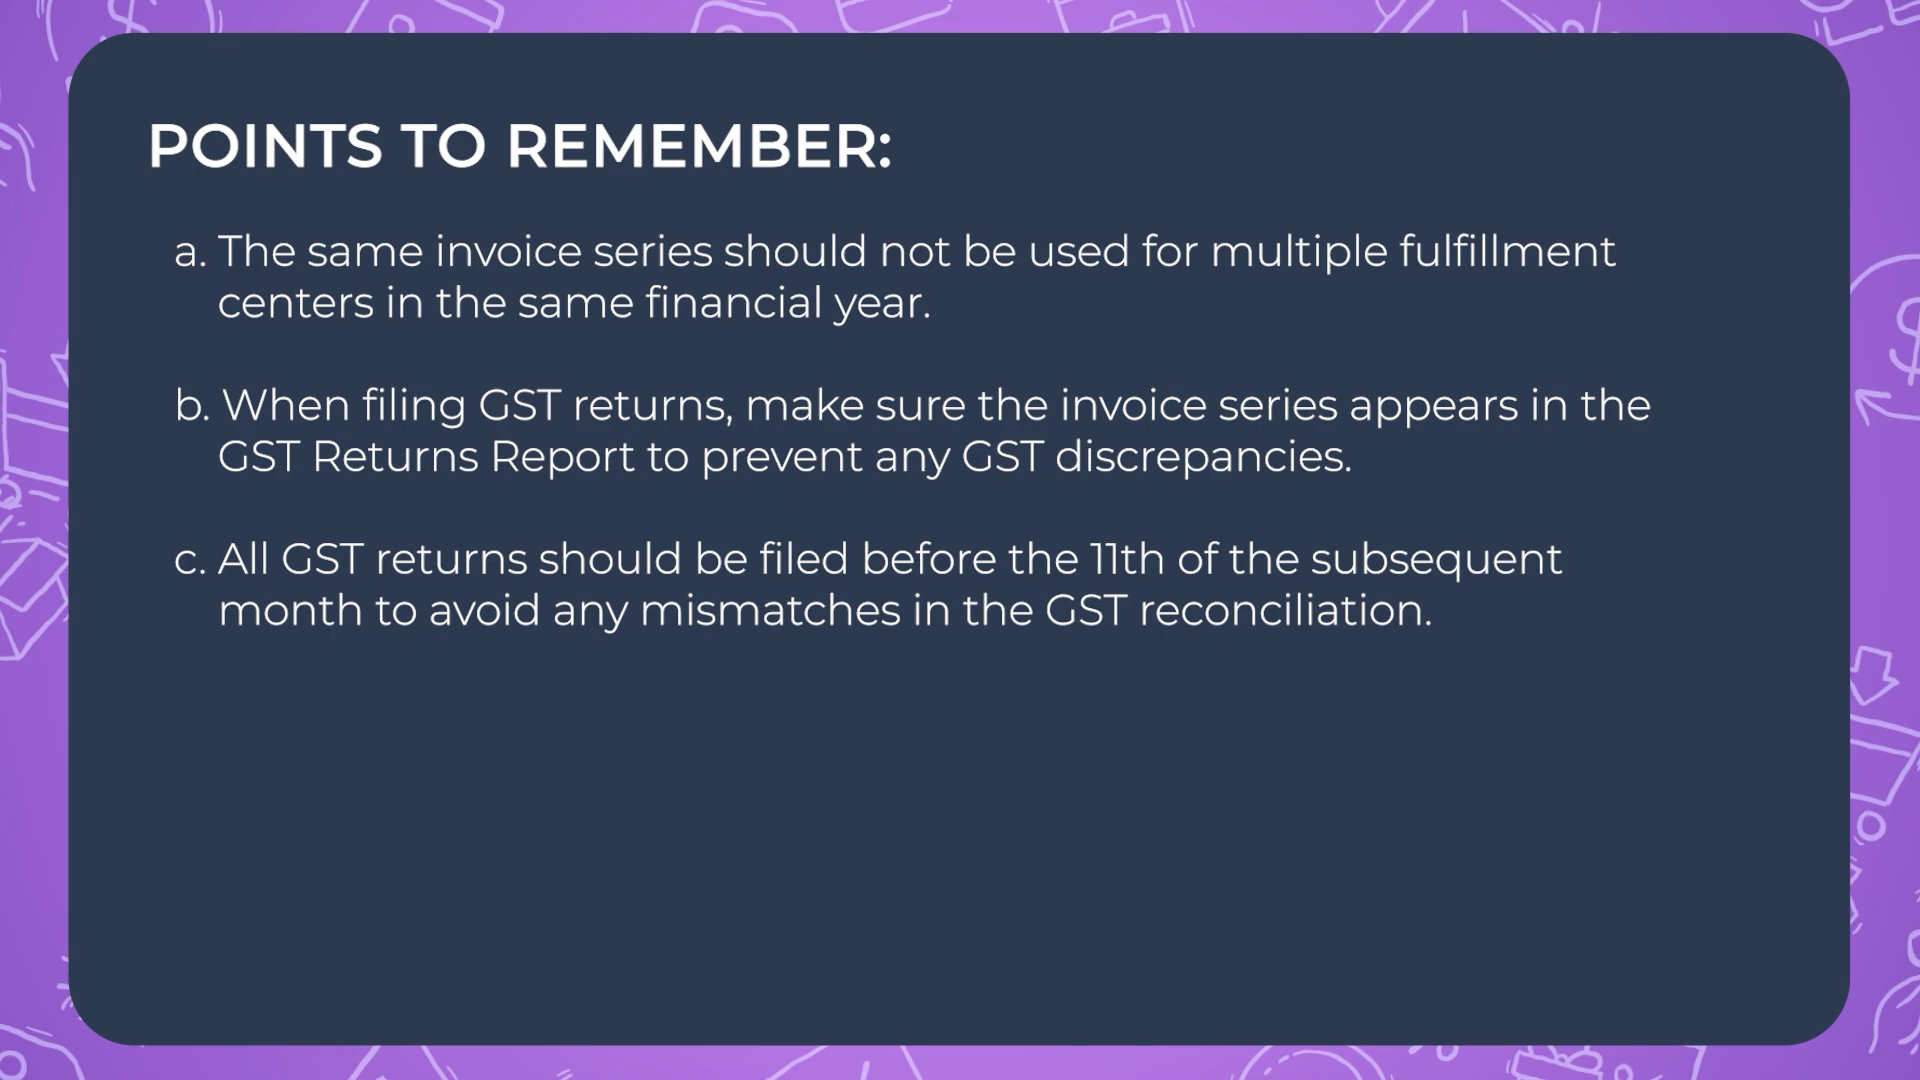 POINTS TO REMEMBER:
a. The same invoice series should not be used for multiple fulfillment
centers in the same financial year.
b. When filing GST returns, make sure the invoice series appears in the
GST Returns Report to prevent any GST discrepancies.
c. All GST returns should be filed before the 11th of the subsequent
month to avoid any mismatches in the GST reconciliation.